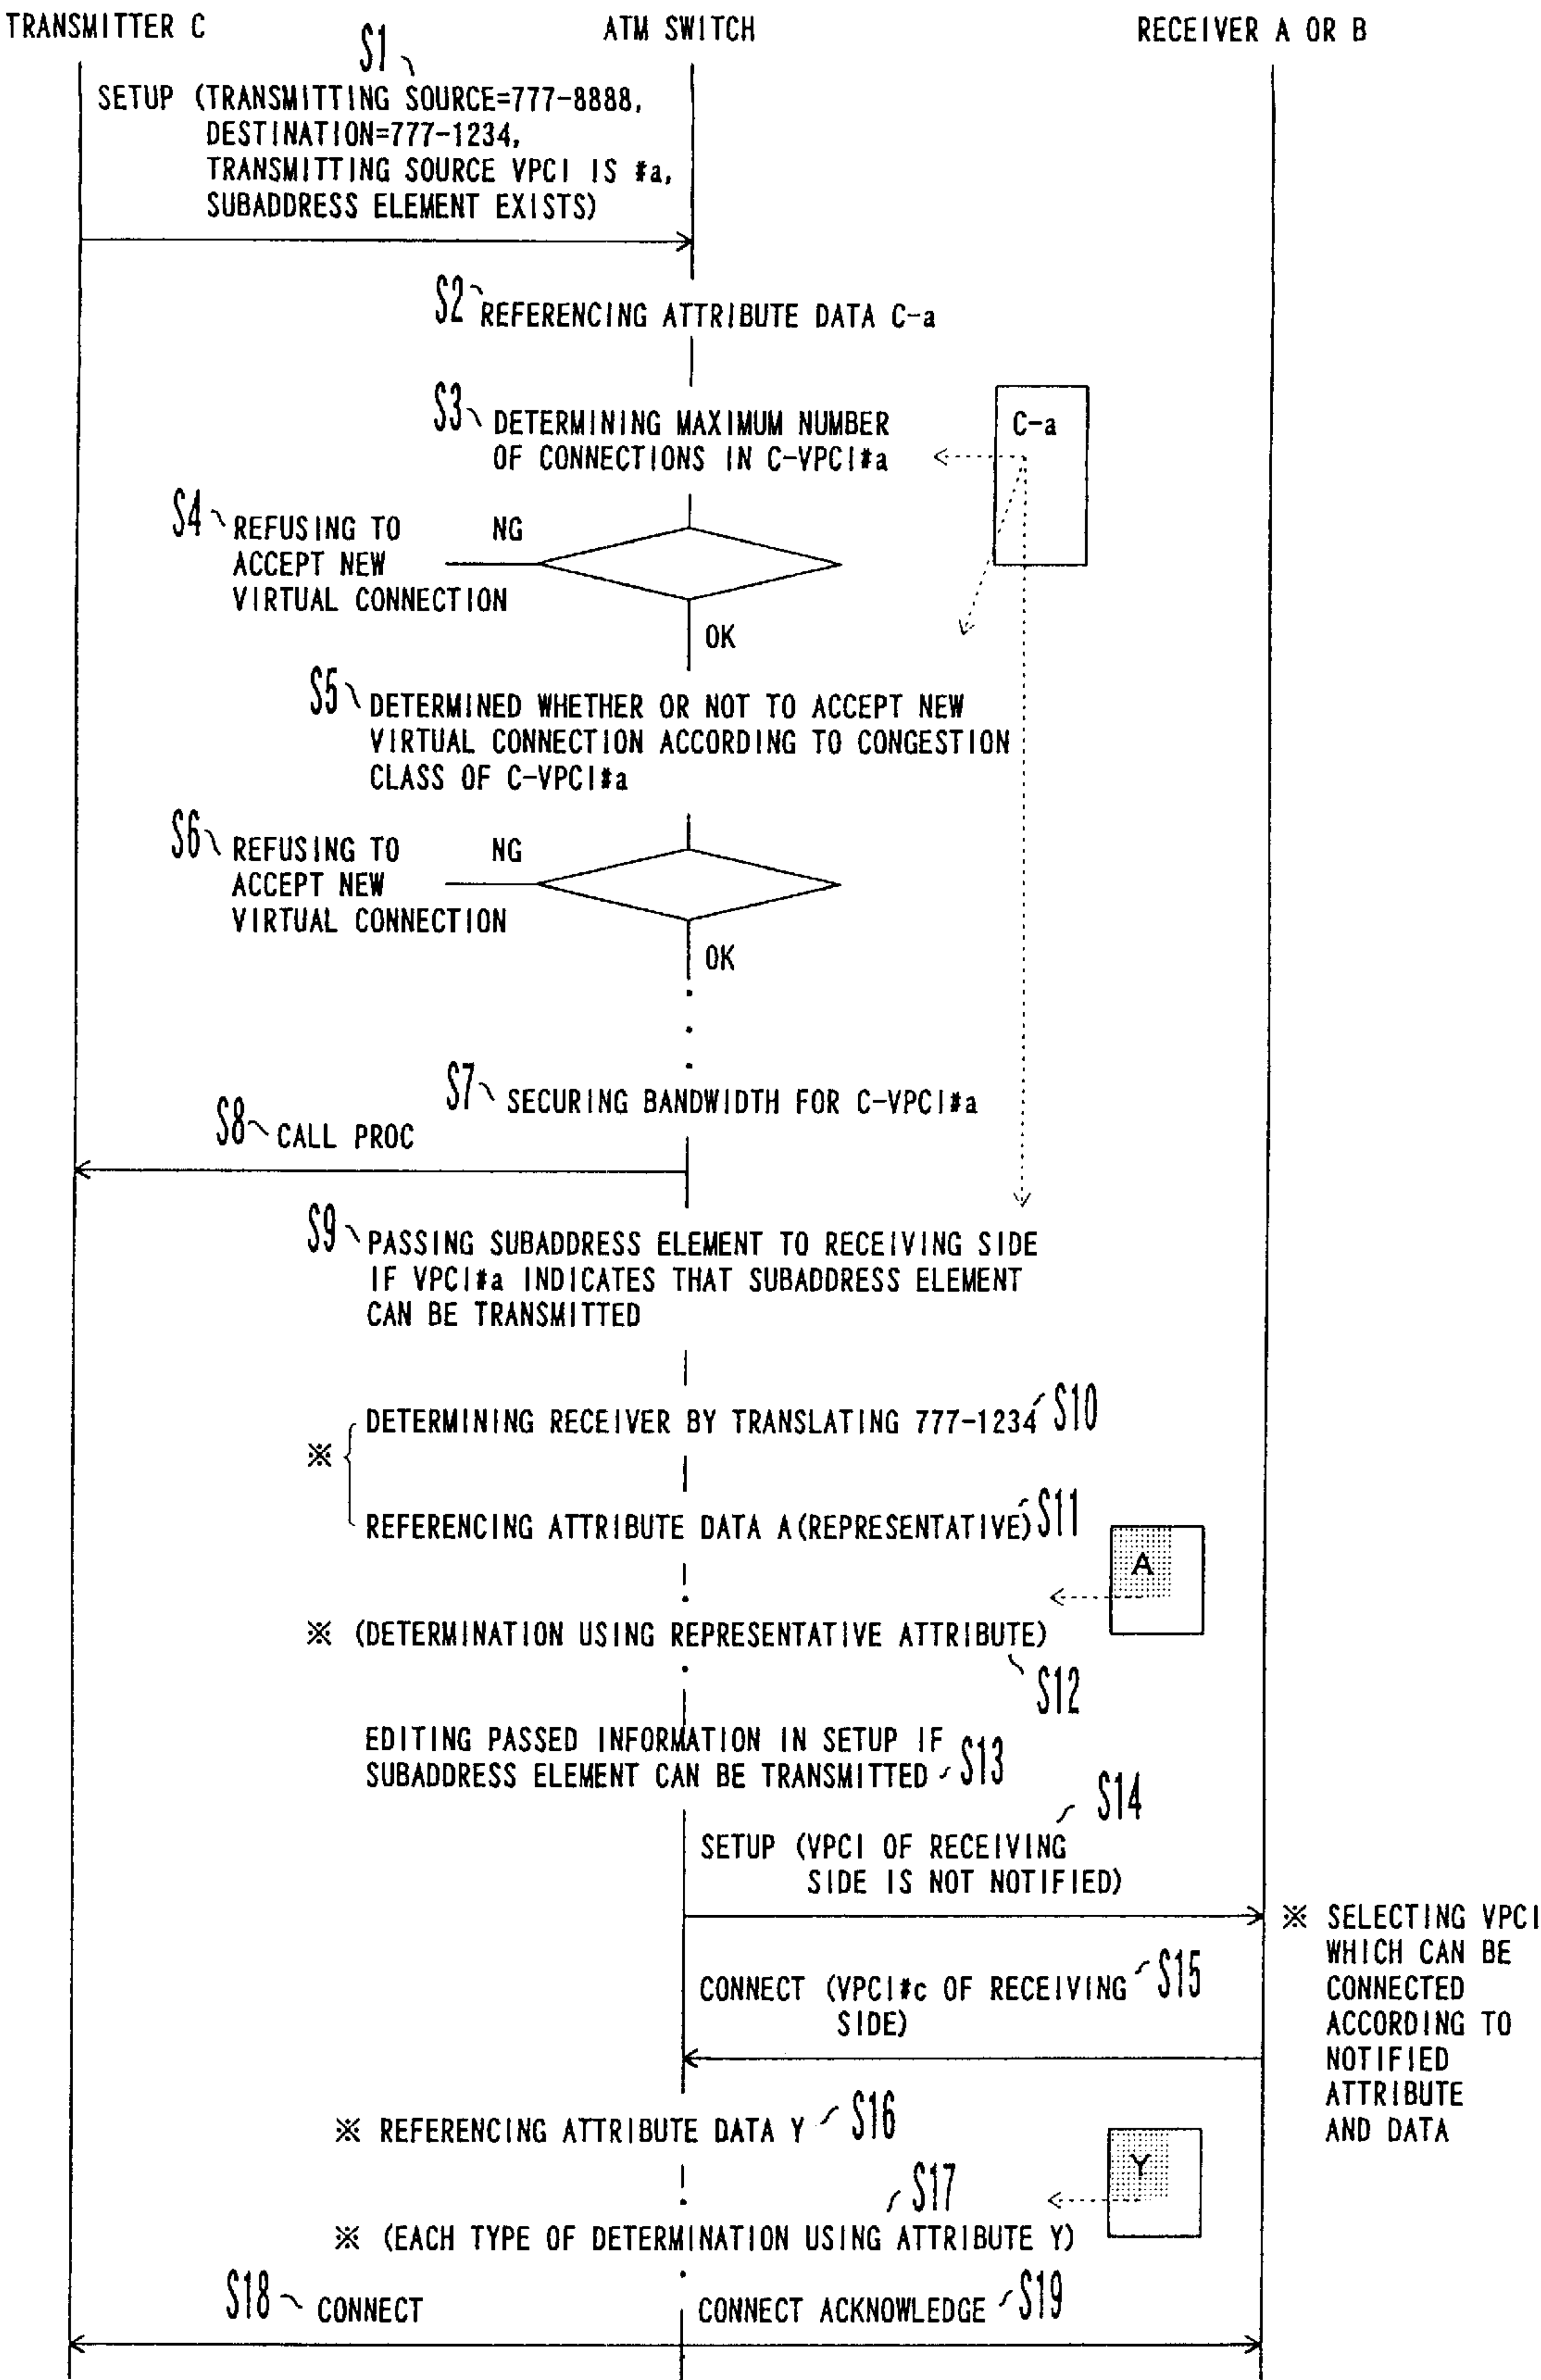 TRANSMITTER C
ATM SWITCH
RECEIVER A OR B
S1
SETUP (TRANSMITTING SOURCE=777-8888,
DESTINATION=777-1234,
TRANSMITTING SOURCE VPCI IS #a,
SUBADDRESS ELEMENT EXISTS)
S2
REFERENCING ATTRIBUTE DATA C-a
S3
DETERMINING MAXIMUM NUMBER
OF CONNECTIONS IN C-VPCI#a
C-a
S4
REFUSING TO
ACCEPT NEW
VIRTUAL CONNECTION
NG
OK
S5
DETERMINED WHETHER OR NOT TO ACCEPT NEW
VIRTUAL CONNECTION ACCORDING TO CONGESTION
CLASS OF C-VPCI#a
S6
REFUSING TO
ACCEPT NEW
VIRTUAL CONNECTION
NG
OK
S7
SECURING BANDWIDTH FOR C-VPCI#a
S8
CALL PROC
S9
PASSING SUBADDRESS ELEMENT TO RECEIVING SIDE
IF VPCI#a INDICATES THAT SUBADDRESS ELEMENT
CAN BE TRANSMITTED
※
DETERMINING RECEIVER BY TRANSLATING 777-1234
S10
REFERENCING ATTRIBUTE DATA A(REPRESENTATIVE)
S11
A
※ (DETERMINATION USING REPRESENTATIVE ATTRIBUTE)
S12
EDITING PASSED INFORMATION IN SETUP IF
SUBADDRESS ELEMENT CAN BE TRANSMITTED
S13
S14
SETUP (VPCI OF RECEIVING
SIDE IS NOT NOTIFIED)
※ SELECTING VPCI
WHICH CAN BE
CONNECTED
ACCORDING TO
NOTIFIED
ATTRIBUTE
AND DATA
CONNECT (VPCI#c OF RECEIVING
SIDE)
S15
※ REFERENCING ATTRIBUTE DATA Y
S16
Y
S17
※ (EACH TYPE OF DETERMINATION USING ATTRIBUTE Y)
S18
CONNECT
CONNECT ACKNOWLEDGE
S19